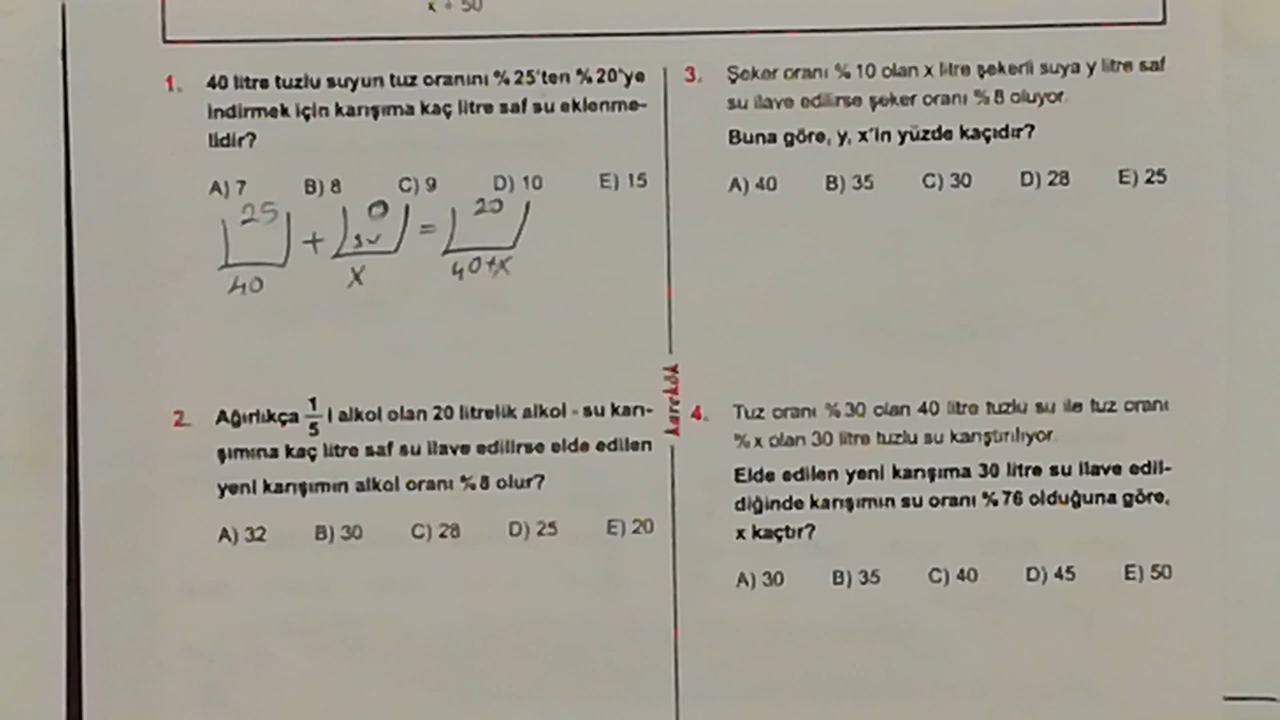 x + 50
1. 40 litre tuzlu suyun tuz oranını % 25'ten % 20'ye
indirmek için karışıma kaç litre saf su eklenme-
lidir?
A) 7 B) 8 C) 9 D) 10 E) 15
25 0 20
+ su =
40 x 40+x
2. Ağırlıkça 1/5 i alkol olan 20 litrelik alkol - su karı-
şımına kaç litre saf su ilave edilirse elde edilen
yeni karışımın alkol oranı % 8 olur?
A) 32 B) 30 C) 28 D) 25 E) 20
karekök
3. Şeker oranı % 10 olan x litre şekerli suya y litre saf
su ilave edilirse şeker oranı % 8 oluyor.
Buna göre, y, x'in yüzde kaçıdır?
A) 40 B) 35 C) 30 D) 28 E) 25
4. Tuz oranı % 30 olan 40 litre tuzlu su ile tuz oranı
% x olan 30 litre tuzlu su karıştırılıyor.
Elde edilen yeni karışıma 30 litre su ilave edil-
diğinde karışımın su oranı % 76 olduğuna göre,
x kaçtır?
A) 30 B) 35 C) 40 D) 45 E) 50